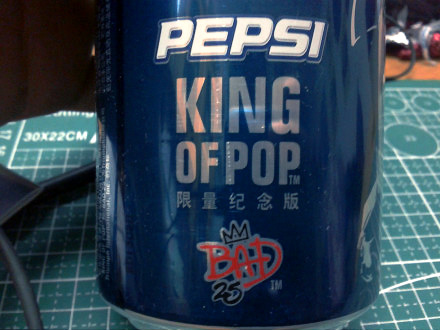 PEPSI
KING
OF POP™
限量纪念版
BAD
25 TM
30X22CM